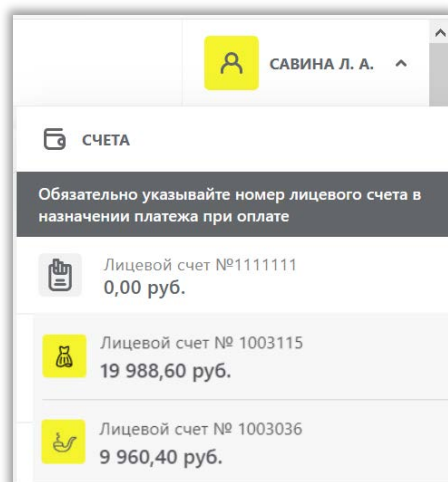 САВИНА Л. А.
СЧЕТА
Обязательно указывайте номер лицевого счета в
назначении платежа при оплате
Лицевой счет №1111111
0,00 руб.
Лицевой счет № 1003115
19 988,60 руб.
Лицевой счет № 1003036
9 960,40 руб.